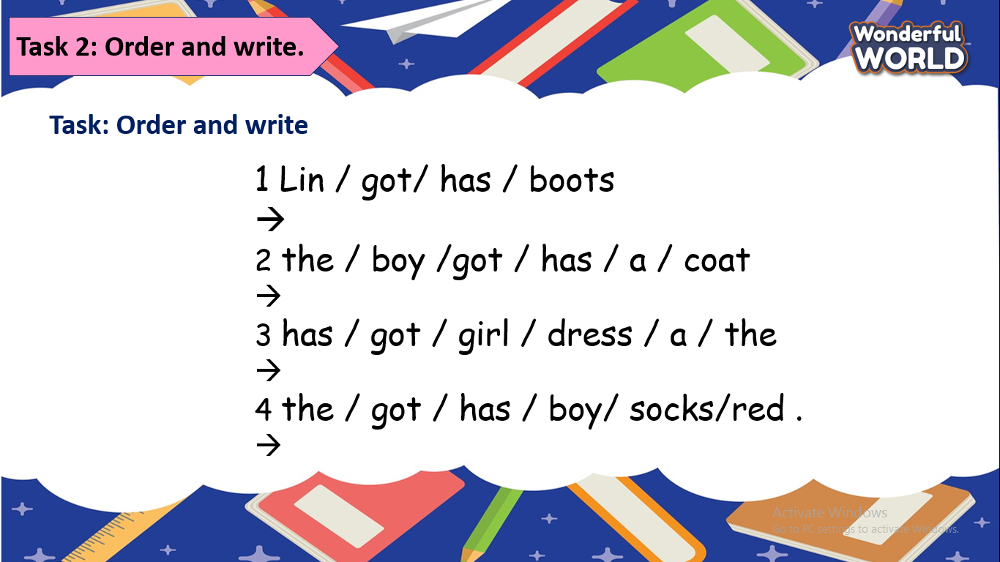 Task 2: Order and write.
Wonderful
WORLD
Task: Order and write
1 Lin / got/ has / boots
→
2 the / boy /got / has / a / coat
→
3 has / got / girl / dress / a / the
→
4 the / got / has / boy/ socks/red .
→
Activate Windows
Go to PC settings to activate Windows.